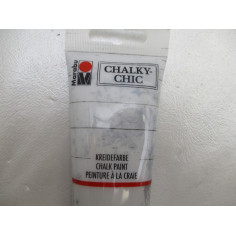 Marabu
CHALKY-
CHIC
KREIDEFARBE
CHALK PAINT
PEINTURE À LA CRAIE